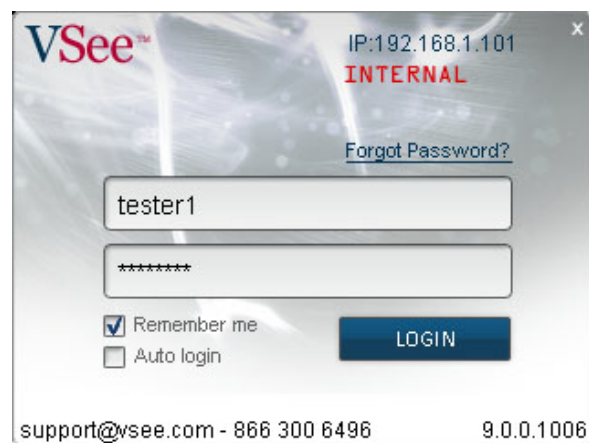 VSee™
IP:192.168.1.101
x
INTERNAL
Forgot Password?
tester1
********
Remember me
Auto login
LOGIN
support@vsee.com - 866 300 6496
9.0.0.1006